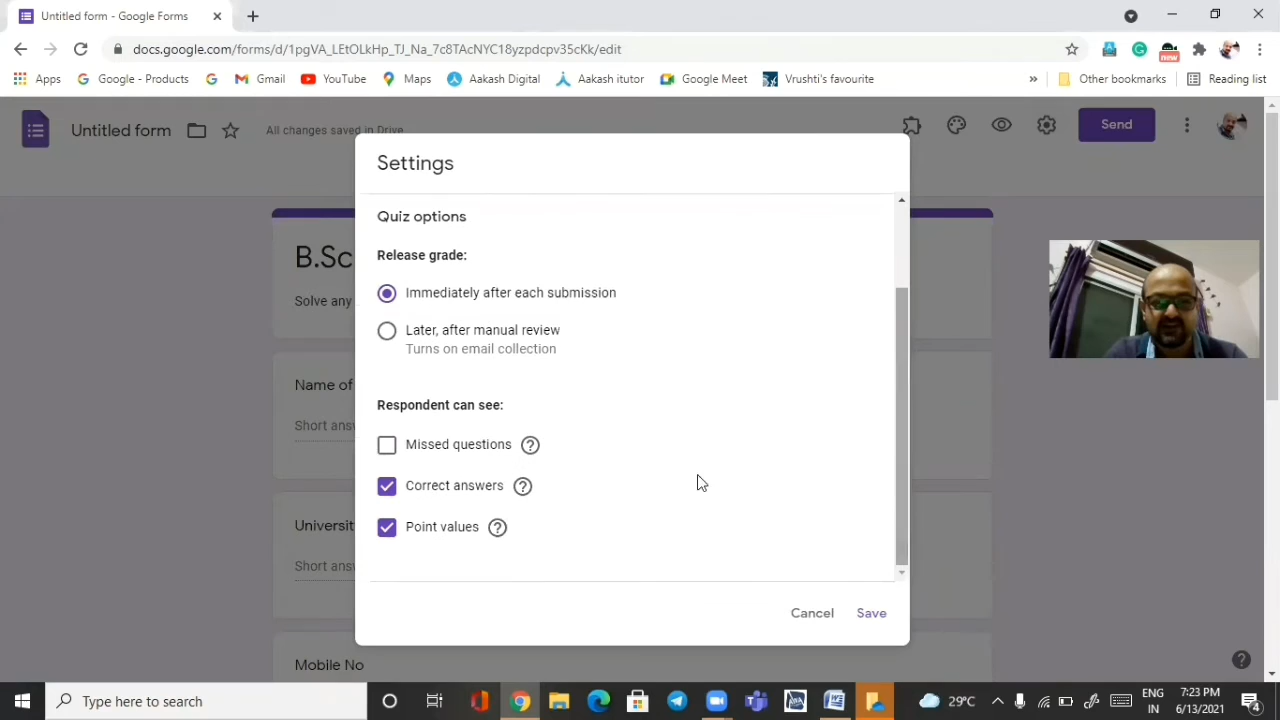 Untitled form - Google Forms
docs.google.com/forms/d/1pgVA_LEtOLkHp_TJ_Na_7c8TAcNYC18yzpdcpv35cKk/edit
new
Apps
Google - Products
Gmail
YouTube
Maps
Aakash Digital
Aakash itutor
Google Meet
Vrushti's favourite
»
Other bookmarks
Reading list
Untitled form
All changes saved in Drive
Send
Settings
Quiz options
B.Sc
Release grade:
Solve any
Immediately after each submission
Later, after manual review
Turns on email collection
Name of
Respondent can see:
Short ansv
Missed questions
Correct answers
Universit
Point values
Short ansv
Cancel
Save
Mobile No
Type here to search
29°C
ENG
IN
7:23 PM
6/13/2021
4